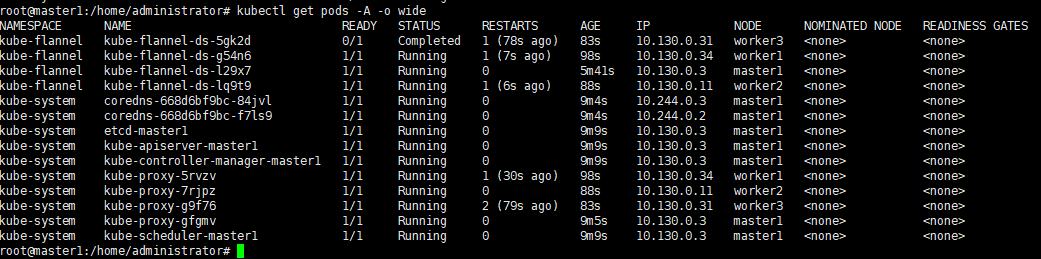 root@master1:/home/administrator# kubectl get pods -A -o wide
NAMESPACE NAME READY STATUS RESTARTS AGE IP NODE NOMINATED NODE READINESS GATES
kube-flannel kube-flannel-ds-5gk2d 0/1 Completed 1 (78s ago) 83s 10.130.0.31 worker3 <none> <none>
kube-flannel kube-flannel-ds-g54n6 1/1 Running 1 (7s ago) 98s 10.130.0.34 worker1 <none> <none>
kube-flannel kube-flannel-ds-l29x7 1/1 Running 0 5m41s 10.130.0.3 master1 <none> <none>
kube-flannel kube-flannel-ds-lq9t9 1/1 Running 1 (6s ago) 88s 10.130.0.11 worker2 <none> <none>
kube-system coredns-668d6bf9bc-84jvl 1/1 Running 0 9m4s 10.244.0.3 master1 <none> <none>
kube-system coredns-668d6bf9bc-f7ls9 1/1 Running 0 9m4s 10.244.0.2 master1 <none> <none>
kube-system etcd-master1 1/1 Running 0 9m9s 10.130.0.3 master1 <none> <none>
kube-system kube-apiserver-master1 1/1 Running 0 9m9s 10.130.0.3 master1 <none> <none>
kube-system kube-controller-manager-master1 1/1 Running 0 9m9s 10.130.0.3 master1 <none> <none>
kube-system kube-proxy-5rvzv 1/1 Running 1 (30s ago) 98s 10.130.0.34 worker1 <none> <none>
kube-system kube-proxy-7rjpz 1/1 Running 0 88s 10.130.0.11 worker2 <none> <none>
kube-system kube-proxy-g9f76 1/1 Running 2 (79s ago) 83s 10.130.0.31 worker3 <none> <none>
kube-system kube-proxy-gfgmv 1/1 Running 0 9m5s 10.130.0.3 master1 <none> <none>
kube-system kube-scheduler-master1 1/1 Running 0 9m9s 10.130.0.3 master1 <none> <none>
root@master1:/home/administrator#